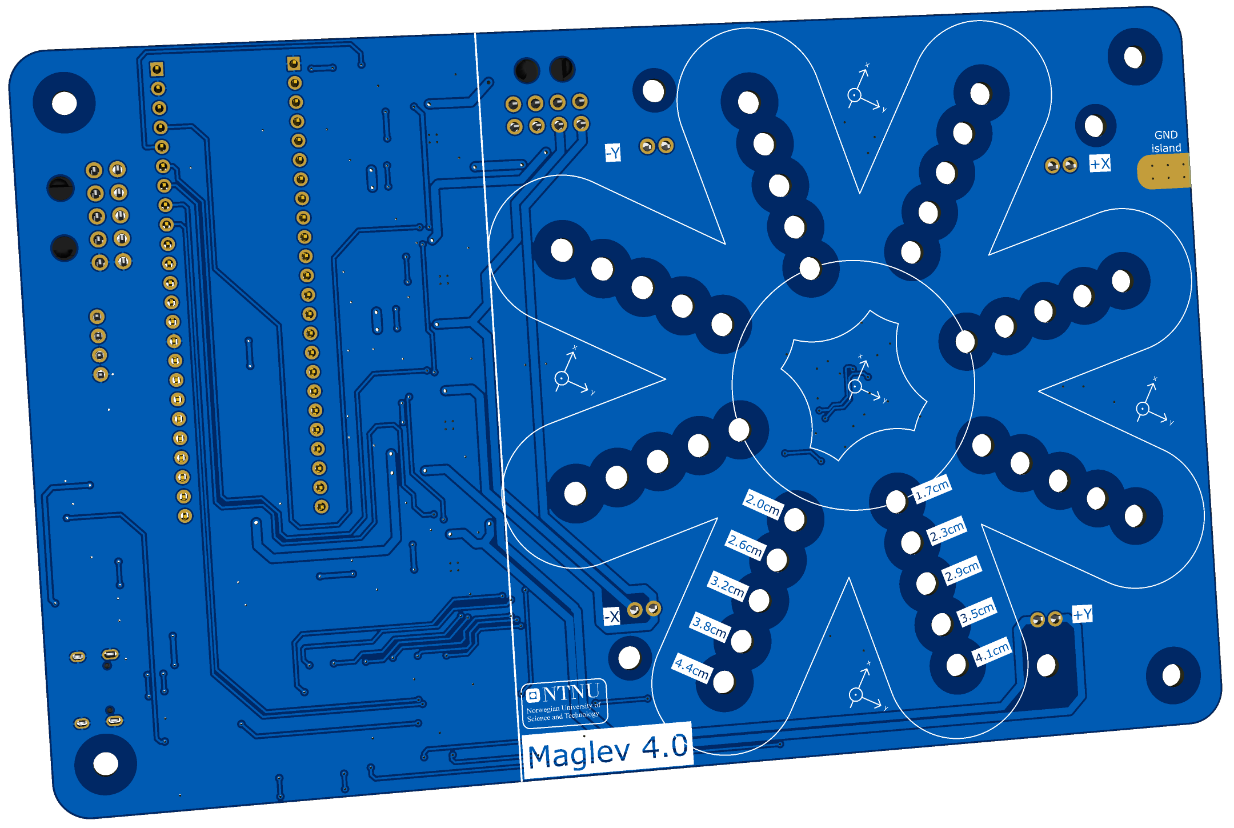 -Y
+X
GND
island
2.0cm
1.7cm
2.6cm
2.3cm
3.2cm
2.9cm
3.8cm
3.5cm
4.4cm
4.1cm
-X
+Y
NTNU
Norwegian University of
Science and Technology
Maglev 4.0
x
y
x
y
x
y
x
y
x
y